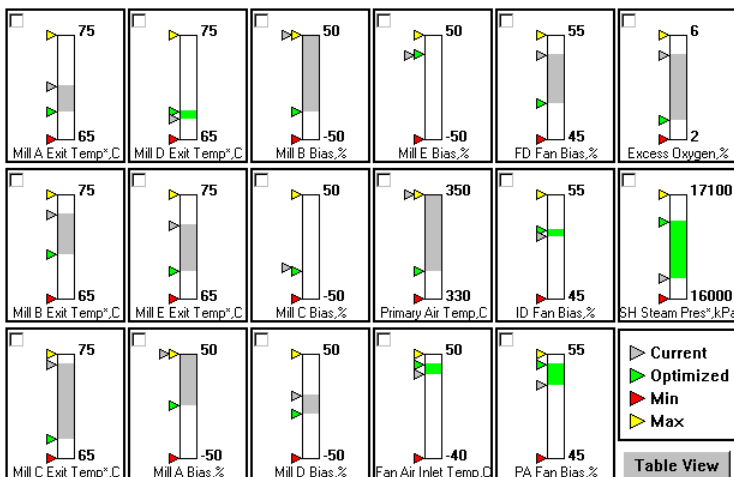 75
65
Mill A Exit Temp*,C
75
65
Mill D Exit Temp*,C
50
-50
Mill B Bias,%
50
-50
Mill E Bias,%
55
45
FD Fan Bias,%
6
2
Excess Oxygen,%
75
65
Mill B Exit Temp*,C
75
65
Mill E Exit Temp*,C
50
-50
Mill C Bias,%
350
330
Primary Air Temp,C
55
45
ID Fan Bias,%
17100
16000
SH Steam Pres*,kPa
75
65
Mill C Exit Temp*,C
50
-50
Mill A Bias,%
50
-50
Mill D Bias,%
50
-40
Fan Air Inlet Temp,C
55
45
PA Fan Bias,%
Current
Optimized
Min
Max
Table View